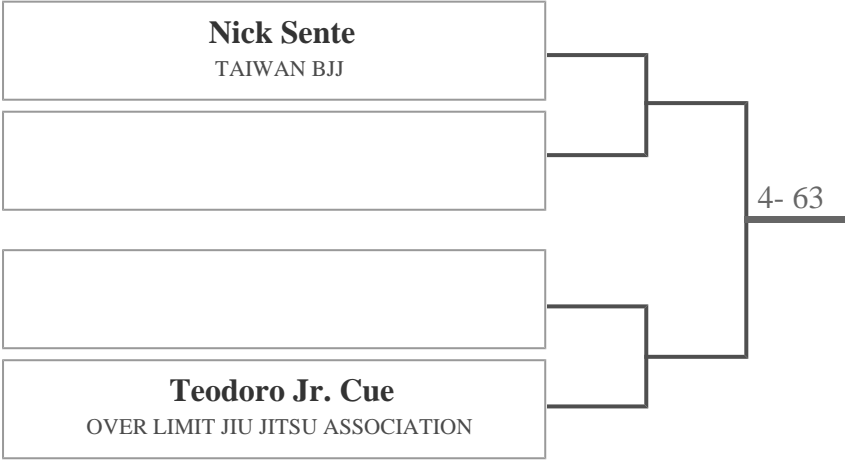 Nick Sente
TAIWAN BJJ
4- 63
Teodoro Jr. Cue
OVER LIMIT JIU JITSU ASSOCIATION